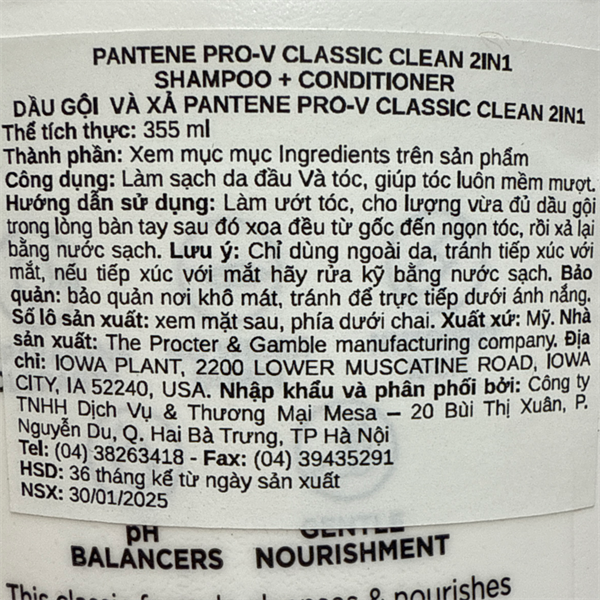 PANTENE PRO-V CLASSIC CLEAN 2IN1
SHAMPOO + CONDITIONER
DẦU GỘI VÀ XẢ PANTENE PRO-V CLASSIC CLEAN 2IN1
Thể tích thực: 355 ml
Thành phần: Xem mục mục Ingredients trên sản phẩm
Công dụng: Làm sạch da đầu Và tóc, giúp tóc luôn mềm mượt.
Hướng dẫn sử dụng: Làm ướt tóc, cho lượng vừa đủ dầu gội
trong lòng bàn tay sau đó xoa đều từ gốc đến ngọn tóc, rồi xả lại
bằng nước sạch. Lưu ý: Chỉ dùng ngoài da, tránh tiếp xúc với
mắt, nếu tiếp xúc với mắt hãy rửa kỹ bằng nước sạch. Bảo
quản: bảo quản nơi khô mát, tránh để trực tiếp dưới ánh nắng.
Số lô sản xuất: xem mặt sau, phía dưới chai. Xuất xứ: Mỹ. Nhà
sản xuất: The Procter & Gamble manufacturing company. Địa
chỉ: IOWA PLANT, 2200 LOWER MUSCATINE ROAD, IOWA
CITY, IA 52240, USA. Nhập khẩu và phân phối bởi: Công ty
TNHH Dịch Vụ & Thương Mại Mesa – 20 Bùi Thị Xuân, P.
Nguyễn Du, Q. Hai Bà Trưng, TP Hà Nội
Tel: (04) 38263418 - Fax: (04) 39435291
HSD: 36 tháng kể từ ngày sản xuất
NSX: 30/01/2025
pH GENTLE
BALANCERS NOURISHMENT
This classic formula cleanses & nourishes